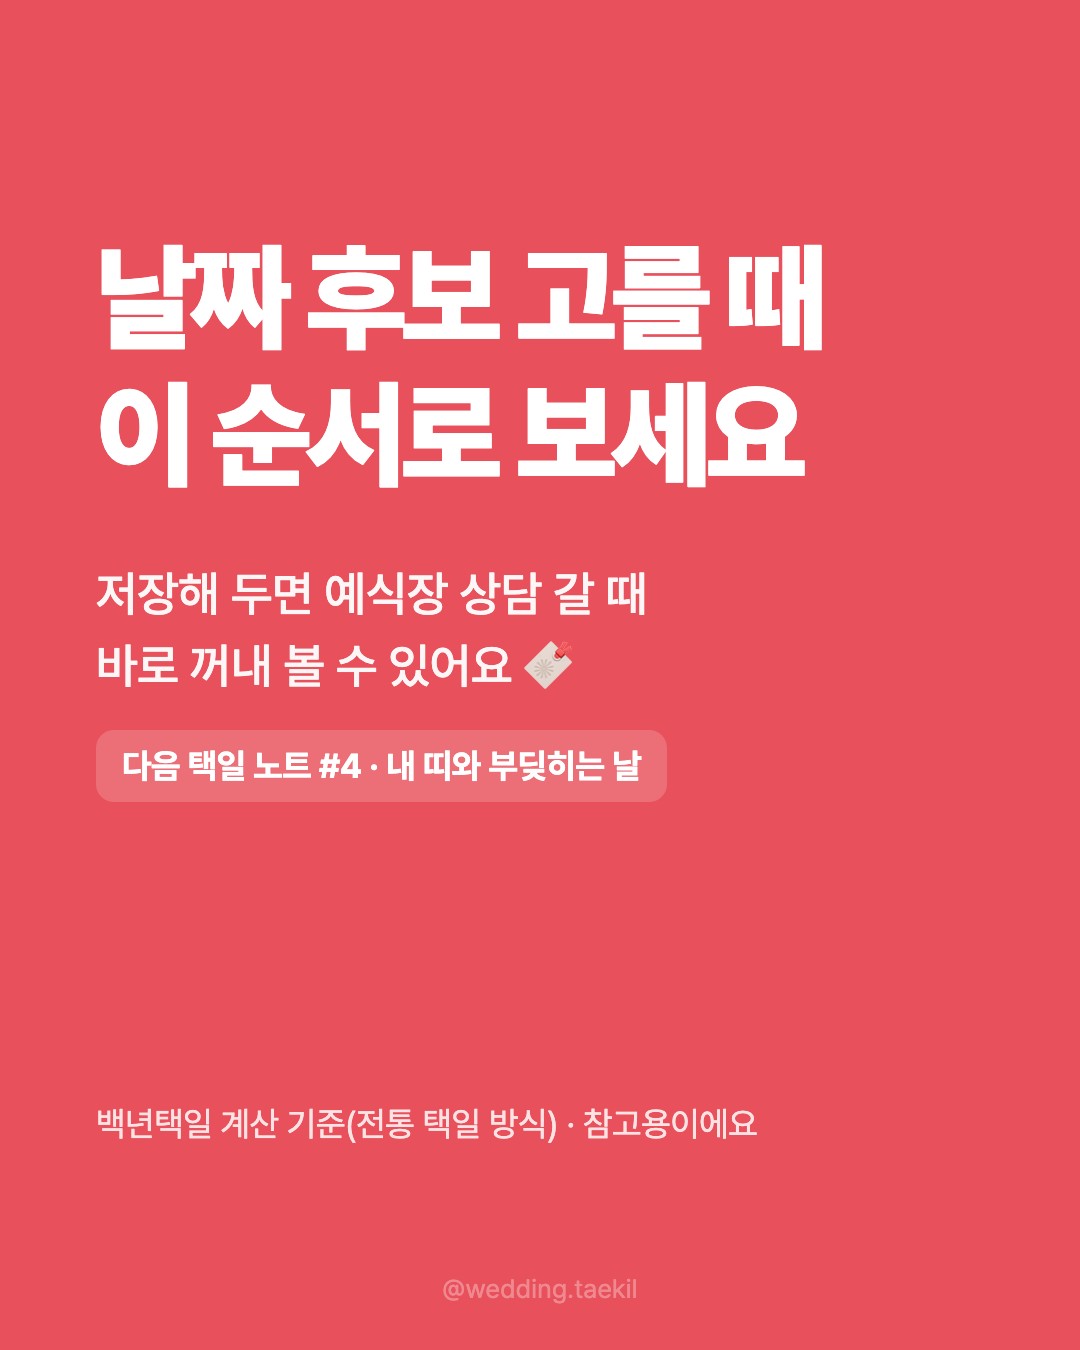 날짜 후보 고를 때
이 순서로 보세요
저장해 두면 예식장 상담 갈 때
바로 꺼내 볼 수 있어요
다음 택일 노트 #4 · 내 띠와 부딪히는 날
백년택일 계산 기준(전통 택일 방식) · 참고용이에요
@wedding.taekil